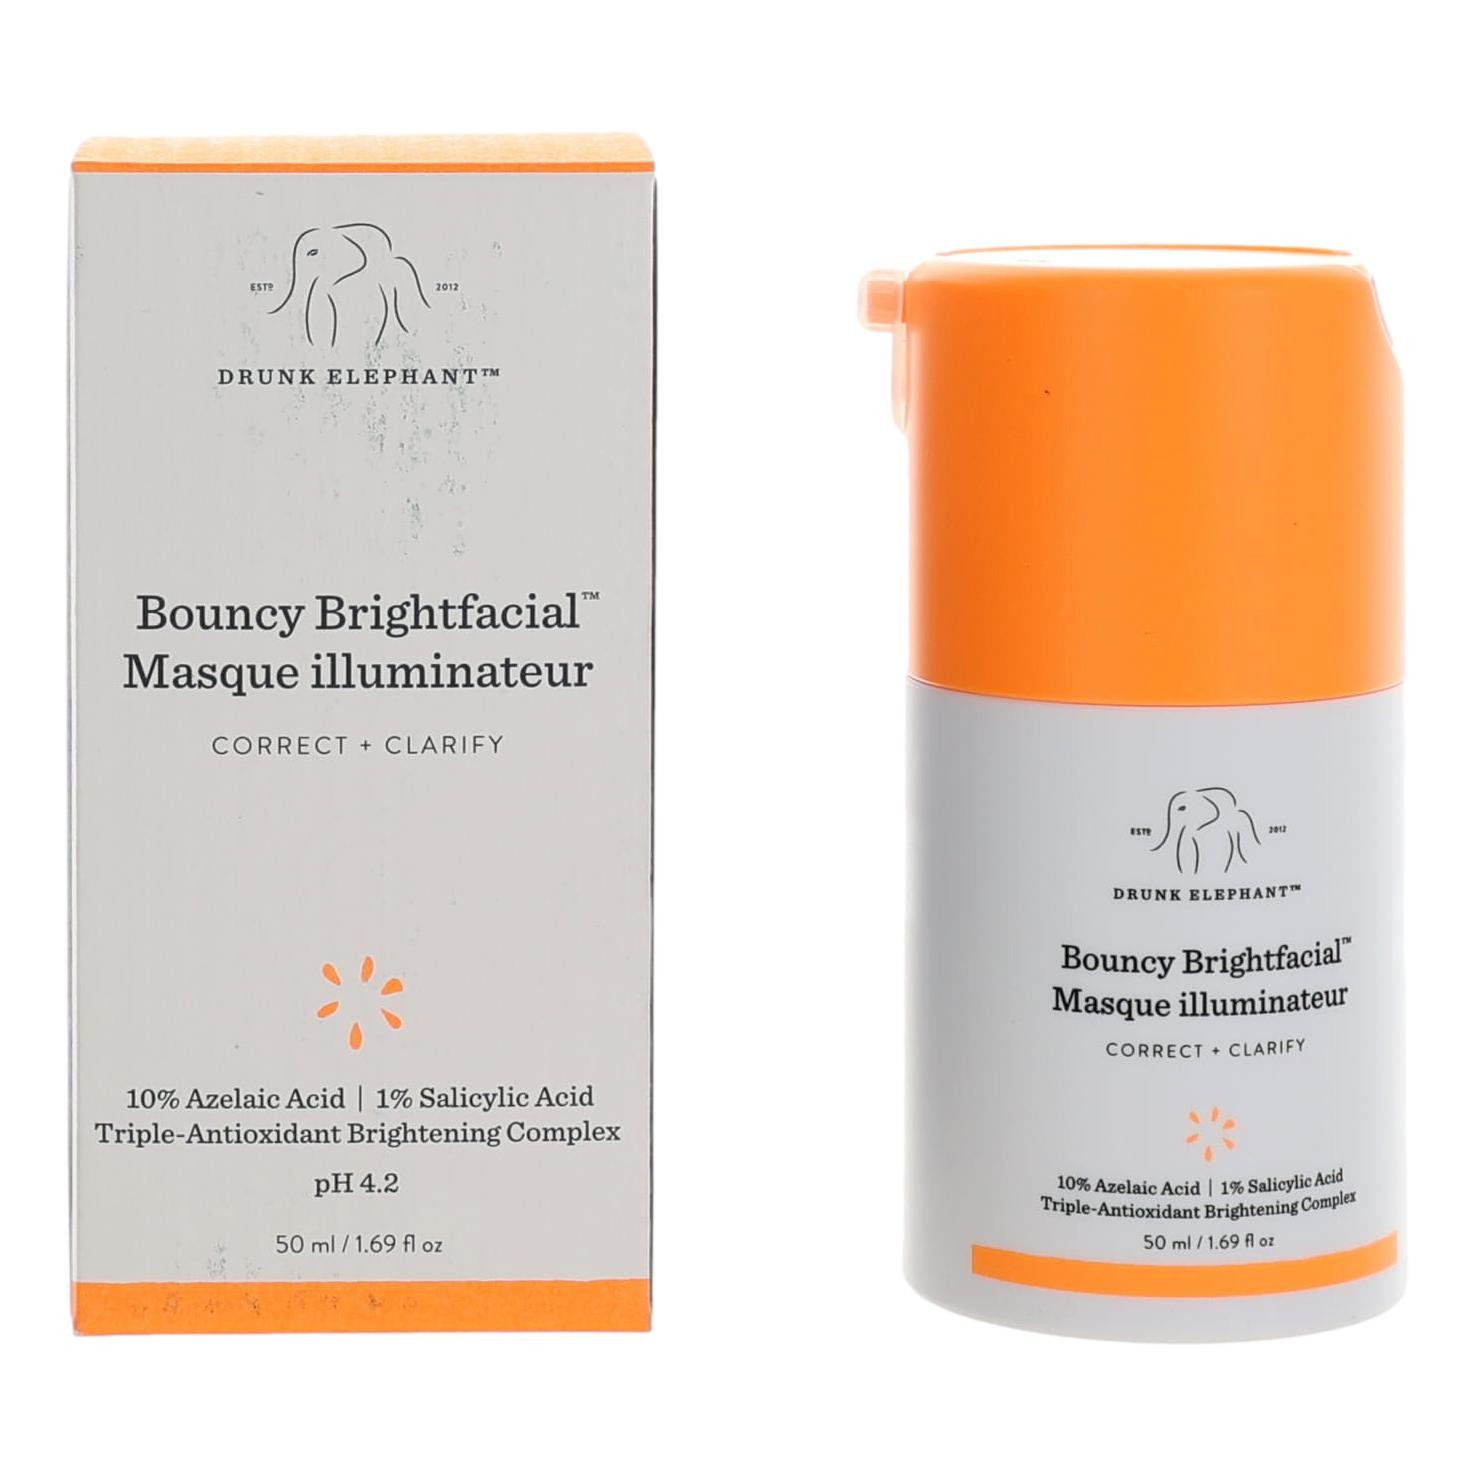 ESTD 2012
DRUNK ELEPHANT™
Bouncy Brightfacial™
Masque illuminateur
CORRECT + CLARIFY
10% Azelaic Acid | 1% Salicylic Acid
Triple-Antioxidant Brightening Complex
pH 4.2
50 ml / 1.69 fl oz
ESTD 2012
DRUNK ELEPHANT™
Bouncy Brightfacial™
Masque illuminateur
CORRECT + CLARIFY
10% Azelaic Acid | 1% Salicylic Acid
Triple-Antioxidant Brightening Complex
50 ml / 1.69 fl oz